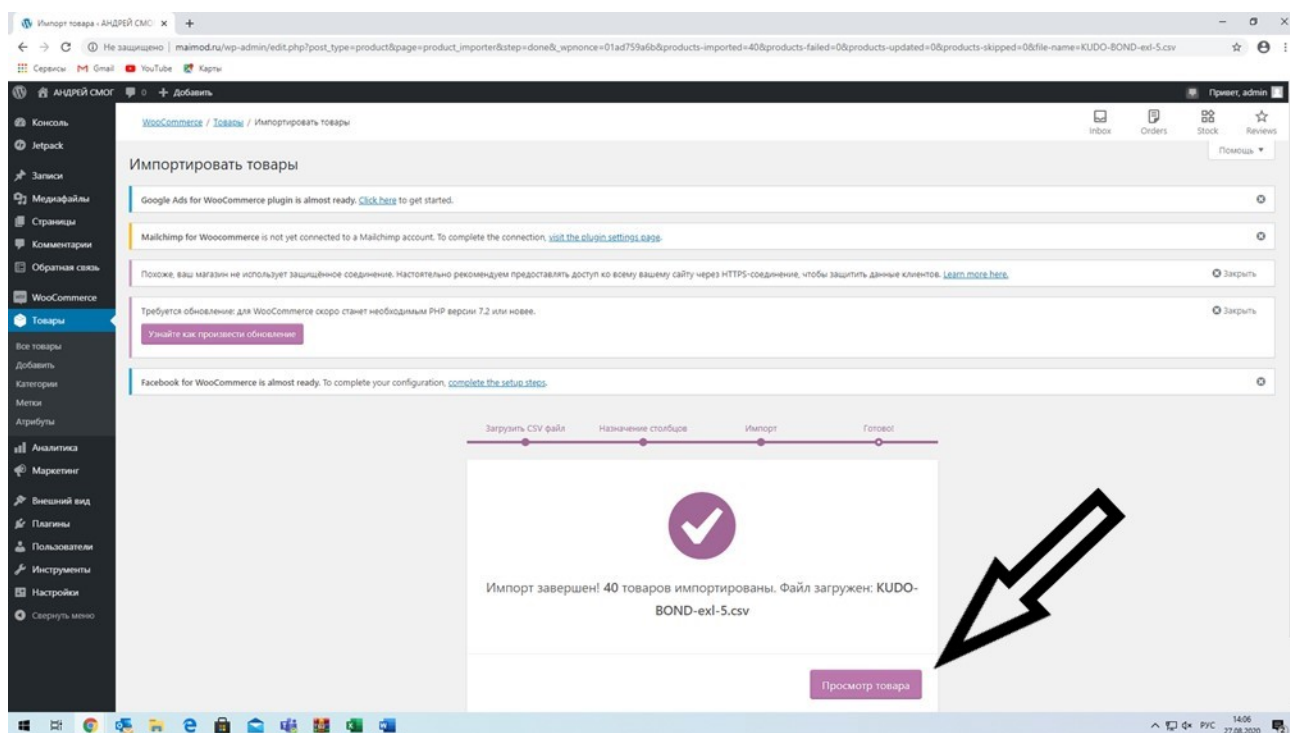 Импорт товара ‹ АНДРЕЙ СМО
Не защищено | maimod.ru/wp-admin/edit.php?post_type=product&page=product_importer&step=done&_wpnonce=01ad759a6b&products-imported=40&products-failed=0&products-updated=0&products-skipped=0&file-name=KUDO-BOND-exl-5.csv
Сервисы Gmail YouTube Карты
АНДРЕЙ СМОГ 0 + Добавить Привет, admin
Консоль
Jetpack
Записи
Медиафайлы
Страницы
Комментарии
Обратная связь
WooCommerce
Товары
Все товары
Добавить
Категории
Метки
Атрибуты
Аналитика
Маркетинг
Внешний вид
Плагины
Пользователи
Инструменты
Настройки
Свернуть меню
WooCommerce / Товары / Импортировать товары
Inbox Orders Stock Reviews
Помощь ▼
Импортировать товары
Google Ads for WooCommerce plugin is almost ready. Click here to get started.
Mailchimp for Woocommerce is not yet connected to a Mailchimp account. To complete the connection, visit the plugin settings page.
Похоже, ваш магазин не использует защищённое соединение. Настоятельно рекомендуем предоставлять доступ ко всему вашему сайту через HTTPS-соединение, чтобы защитить данные клиентов. Learn more here. Закрыть
Требуется обновление: для WooCommerce скоро станет необходимым PHP версии 7.2 или новее. Закрыть
Узнайте как произвести обновление
Facebook for WooCommerce is almost ready. To complete your configuration, complete the setup steps.
Загрузить CSV файл Назначение столбцов Импорт Готово!
Импорт завершен! 40 товаров импортированы. Файл загружен: KUDO-
BOND-exl-5.csv
Просмотр товара
РУС 14:06
27.08.2020